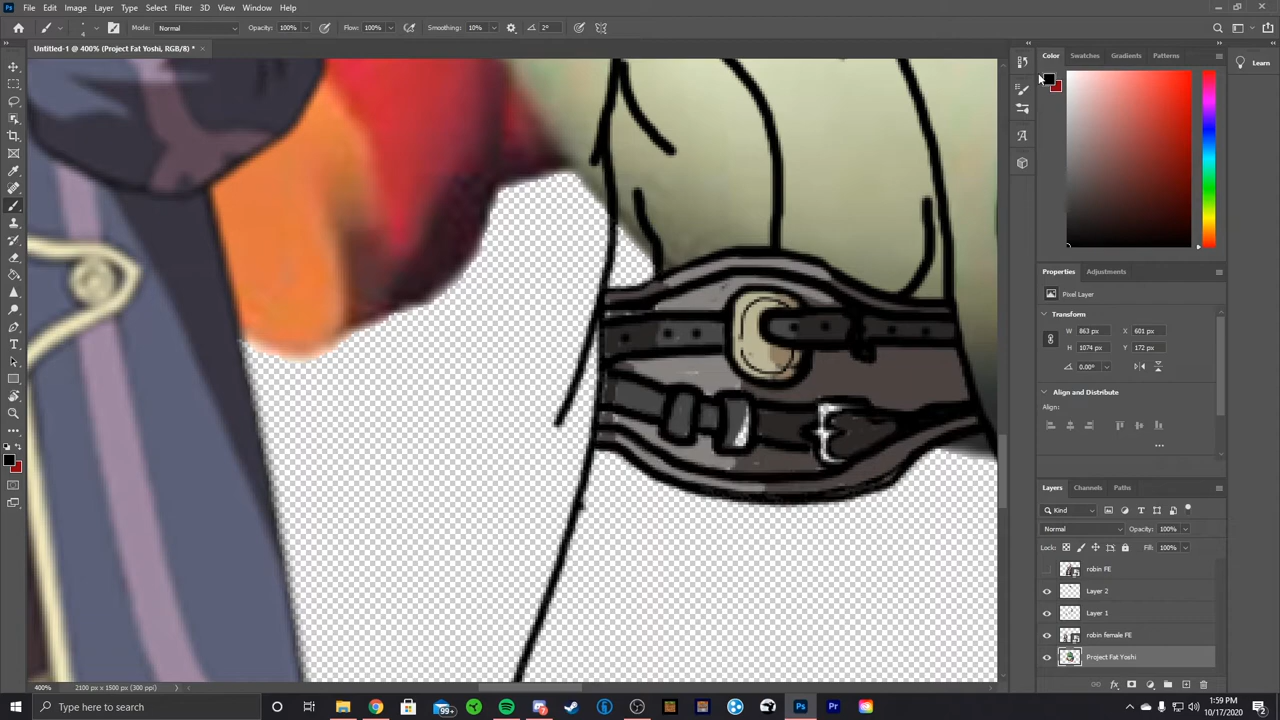 File Edit Image Layer Type Select Filter 3D View Window Help
4 Mode: Normal Opacity: 100% Flow: 100% Smoothing: 10% 2°
Untitled-1 @ 400% (Project Fat Yoshi, RGB/8) *
Color Swatches Gradients Patterns
Learn
Properties Adjustments
Pixel Layer
Transform
W 863 px X 601 px
H 1074 px Y 172 px
0.00°
Align and Distribute
Align:
Layers Channels Paths
Kind
Normal Opacity: 100%
Lock: Fill: 100%
robin FE
Layer 2
Layer 1
robin female FE
Project Fat Yoshi
400% 2100 px x 1500 px (300 ppi)
Type here to search
99+
1:59 PM
10/17/2020